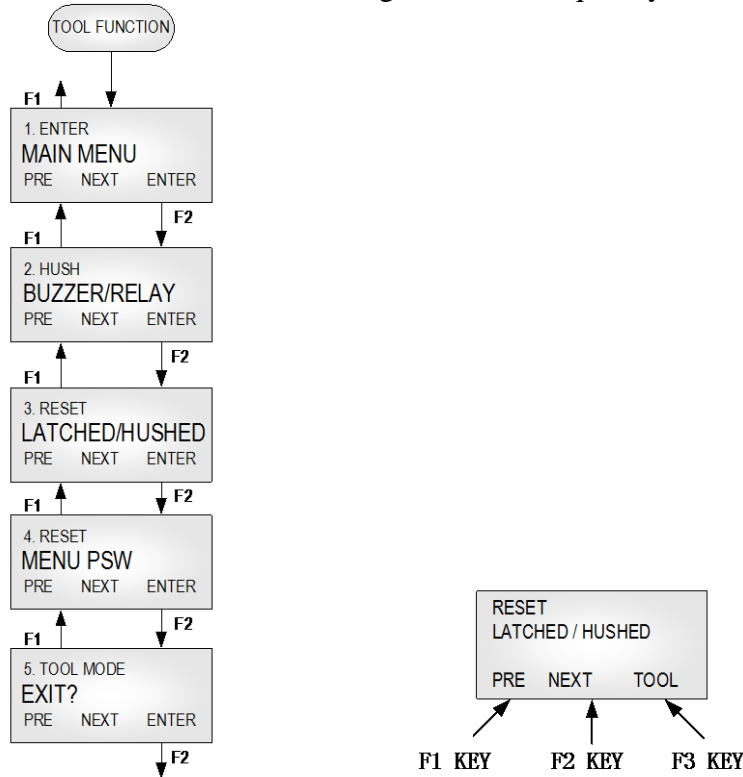 TOOL FUNCTION
F1
1. ENTER
MAIN MENU
PRE NEXT ENTER
F2
F1
2. HUSH
BUZZER/RELAY
PRE NEXT ENTER
F2
F1
3. RESET
LATCHED/HUSHED
PRE NEXT ENTER
F2
F1
4. RESET
MENU PSW
PRE NEXT ENTER
F2
F1
5. TOOL MODE
EXIT?
PRE NEXT ENTER
F2
RESET
LATCHED / HUSHED
PRE NEXT TOOL
F1 KEY F2 KEY F3 KEY